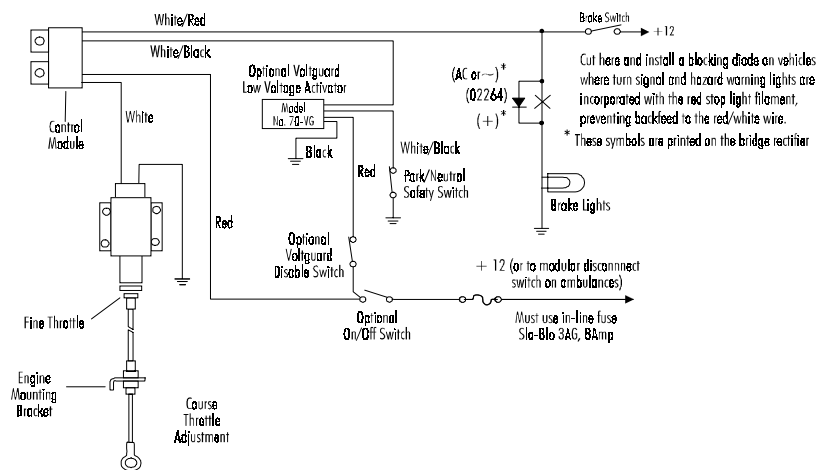 White/Red
Brake Switch
+12
White/Black
Optional Voltguard
Low Voltage Activator
Model
No. 7Q-VG
(AC or ~) *
(Q2264)
(+) *
Cut here and install a blocking diode on vehicles
where turn signal and hazard warning lights are
incorporated with the red stop light filament,
preventing backfeed to the red/white wire.
* These symbols are printed on the bridge rectifier
Control
Module
White
Black
Red
White/Black
Park/Neutral
Safety Switch
Brake Lights
Red
Optional
Voltguard
Disable Switch
+ 12 (or to modular disconnnect
switch on ambulances)
Fine Throttle
Optional
On/Off Switch
Must use in-line fuse
Sla-Blo 3AG, 8Amp
Engine
Mounting
Bracket
Course
Throttle
Adjustment